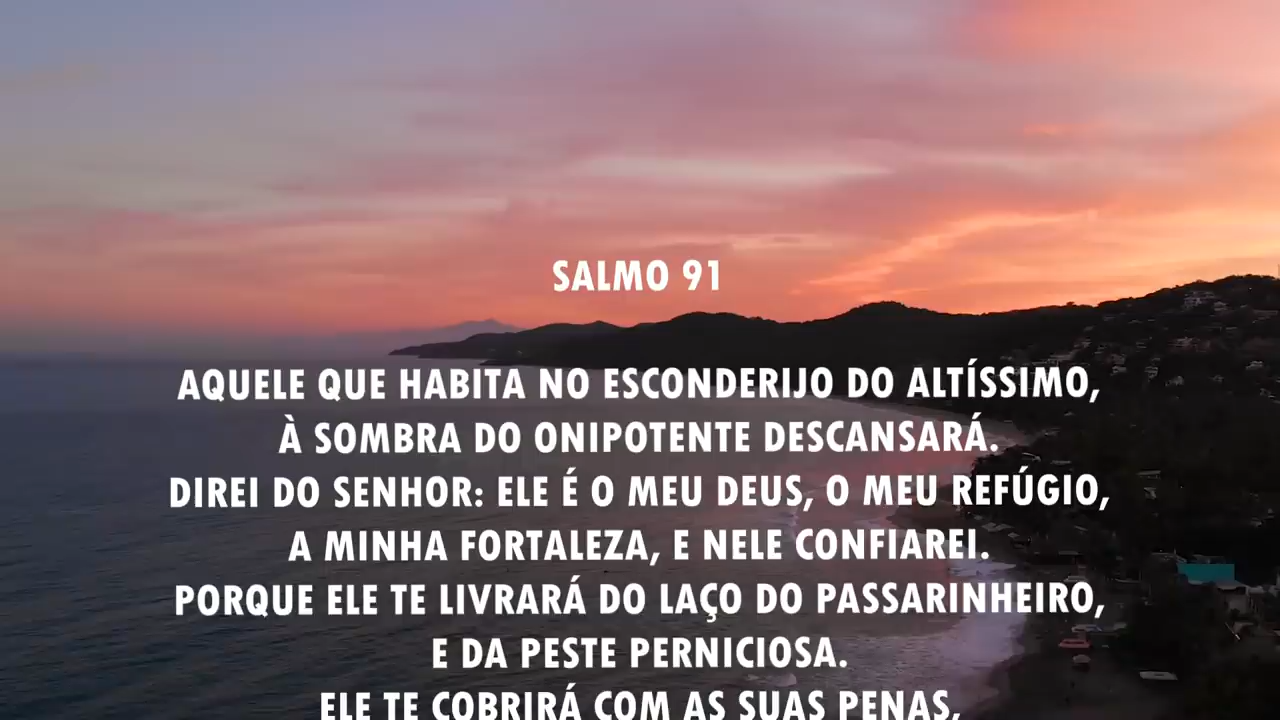 SALMO 91
AQUELE QUE HABITA NO ESCONDERIJO DO ALTÍSSIMO,
À SOMBRA DO ONIPOTENTE DESCANSARÁ.
DIREI DO SENHOR: ELE É O MEU DEUS, O MEU REFÚGIO,
A MINHA FORTALEZA, E NELE CONFIAREI.
PORQUE ELE TE LIVRARÁ DO LAÇO DO PASSARINHEIRO,
E DA PESTE PERNICIOSA.
ELE TE COBRIRÁ COM AS SUAS PENAS,